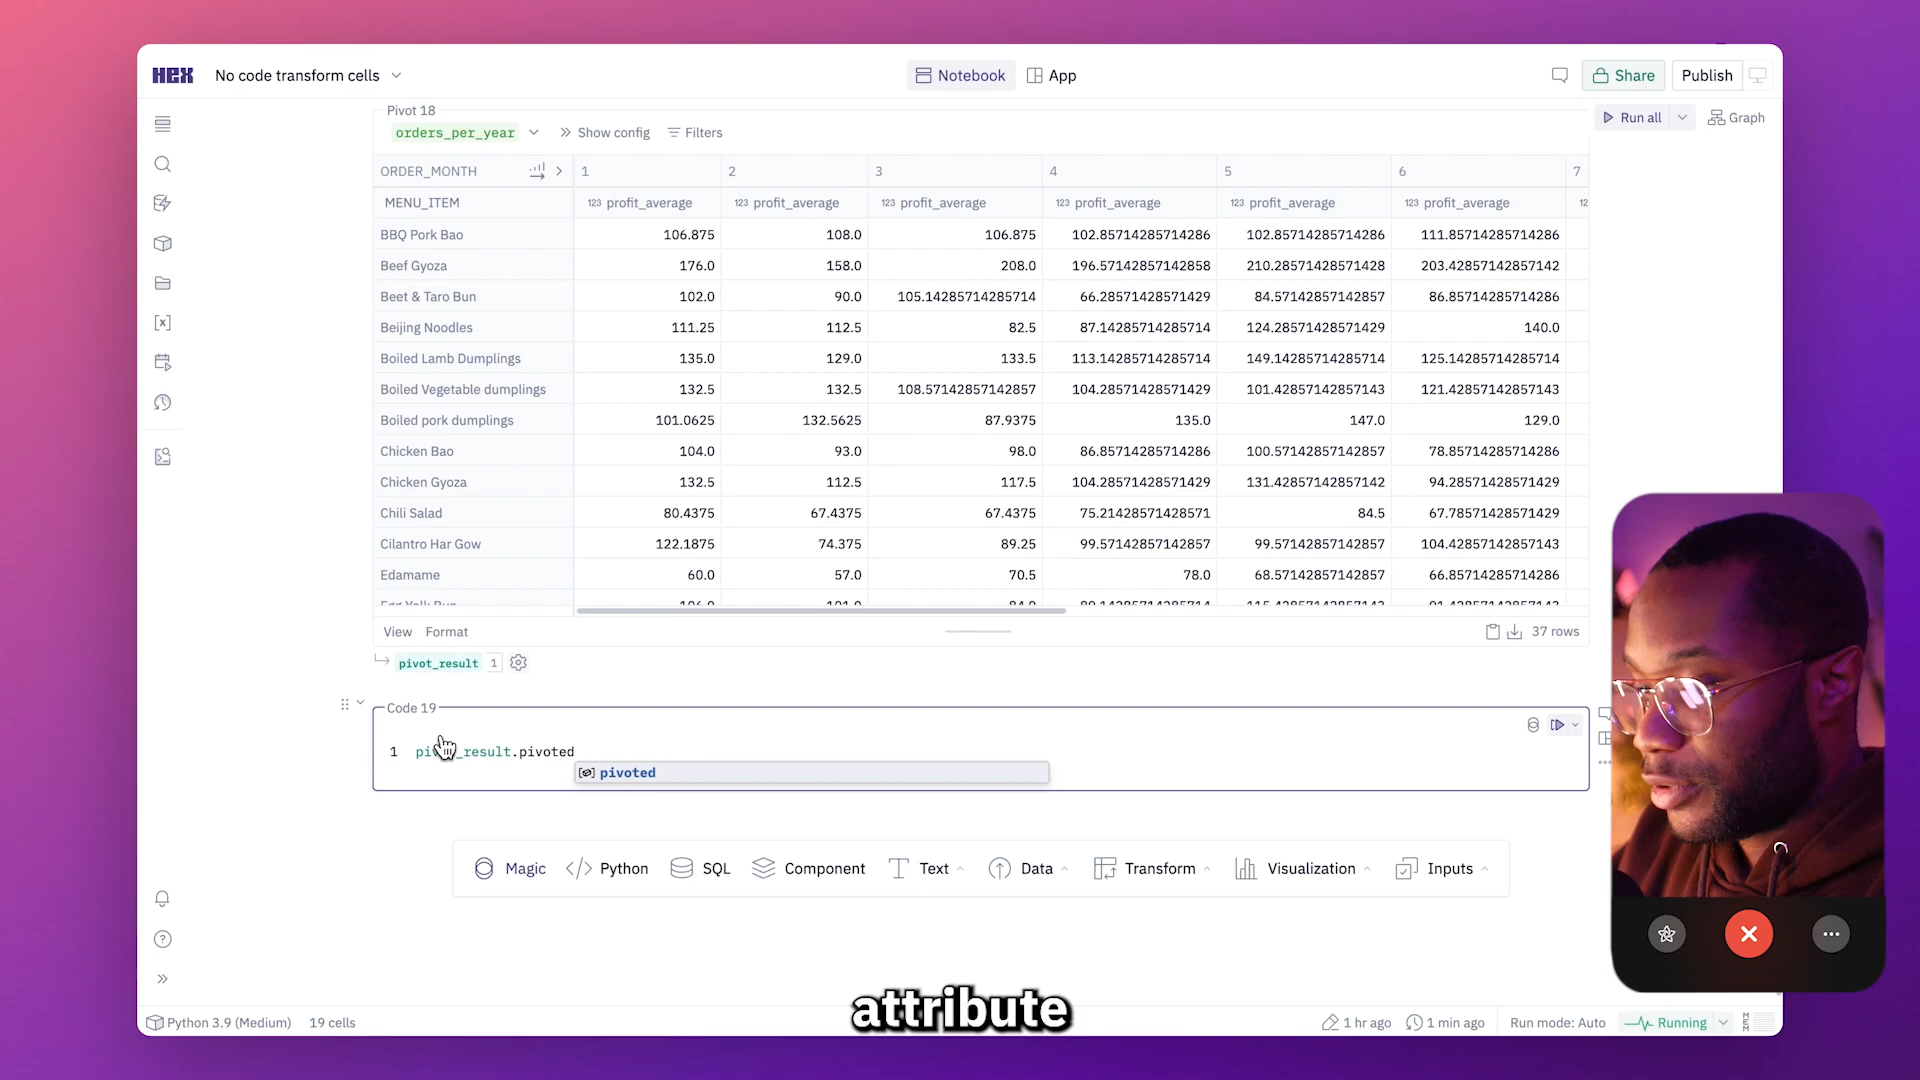 HEX No code transform cells
Notebook App
Share Publish
Pivot 18
orders_per_year Show config Filters
Run all Graph
ORDER_MONTH 1 2 3 4 5 6 7
MENU_ITEM 123 profit_average 123 profit_average 123 profit_average 123 profit_average 123 profit_average 123 profit_average 12
BBQ Pork Bao 106.875 108.0 106.875 102.85714285714286 102.85714285714286 111.85714285714286
Beef Gyoza 176.0 158.0 208.0 196.57142857142858 210.28571428571428 203.42857142857142
Beet & Taro Bun 102.0 90.0 105.14285714285714 66.28571428571429 84.57142857142857 86.85714285714286
Beijing Noodles 111.25 112.5 82.5 87.14285714285714 124.28571428571429 140.0
Boiled Lamb Dumplings 135.0 129.0 133.5 113.14285714285714 149.14285714285714 125.14285714285714
Boiled Vegetable dumplings 132.5 132.5 108.57142857142857 104.28571428571429 101.42857142857143 121.42857142857143
Boiled pork dumplings 101.0625 132.5625 87.9375 135.0 147.0 129.0
Chicken Bao 104.0 93.0 98.0 86.85714285714286 100.57142857142857 78.85714285714286
Chicken Gyoza 132.5 112.5 117.5 104.28571428571429 131.42857142857142 94.28571428571429
Chili Salad 80.4375 67.4375 67.4375 75.21428571428571 84.5 67.78571428571429
Cilantro Har Gow 122.1875 74.375 89.25 99.57142857142857 99.57142857142857 104.42857142857143
Edamame 60.0 57.0 70.5 78.0 68.57142857142857 66.85714285714286
View Format 37 rows
pivot_result 1
Code 19
1 pivot_result.pivoted
pivoted
Magic Python SQL Component Text Data Transform Visualization Inputs
attribute
Python 3.9 (Medium) 19 cells
1 hr ago 1 min ago Run mode: Auto Running MEM